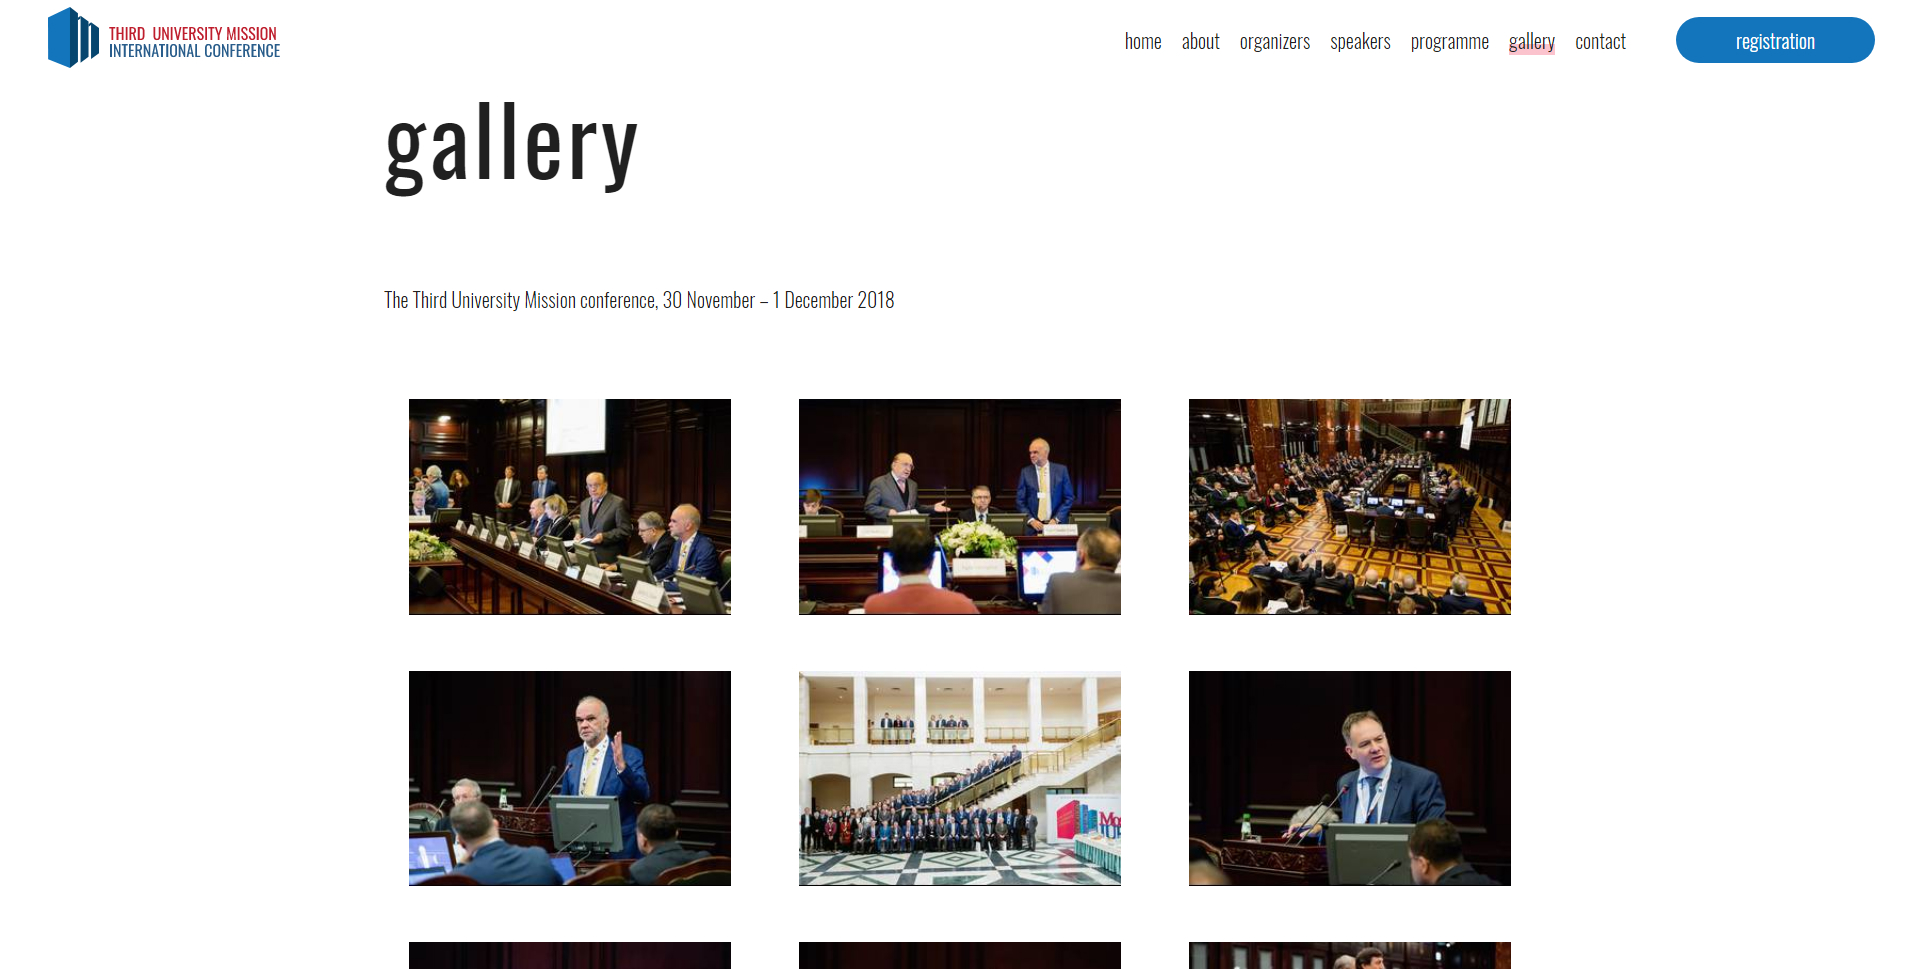 THIRD UNIVERSITY MISSION
INTERNATIONAL CONFERENCE
home about organizers speakers programme gallery contact registration
gallery
The Third University Mission conference, 30 November – 1 December 2018